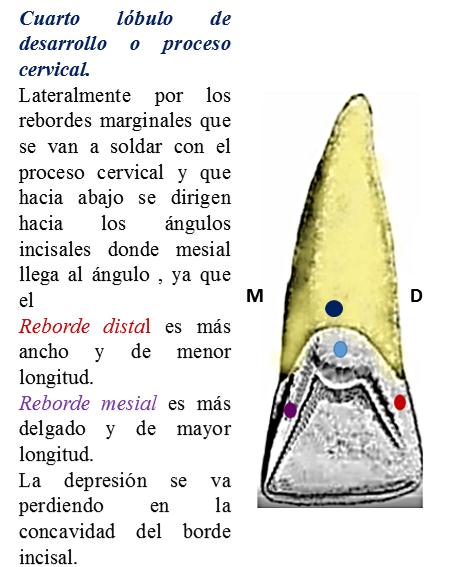 Cuarto lóbulo de
desarrollo o proceso
cervical.
Lateralmente por los
rebordes marginales que
se van a soldar con el
proceso cervical y que
hacia abajo se dirigen
hacia los ángulos
incisales donde mesial
llega al ángulo , ya que
el
Reborde distal es más
ancho y de menor
longitud.
Reborde mesial es más
delgado y de mayor
longitud.
La depresión se va
perdiendo en la
concavidad del borde
incisal.
M
D